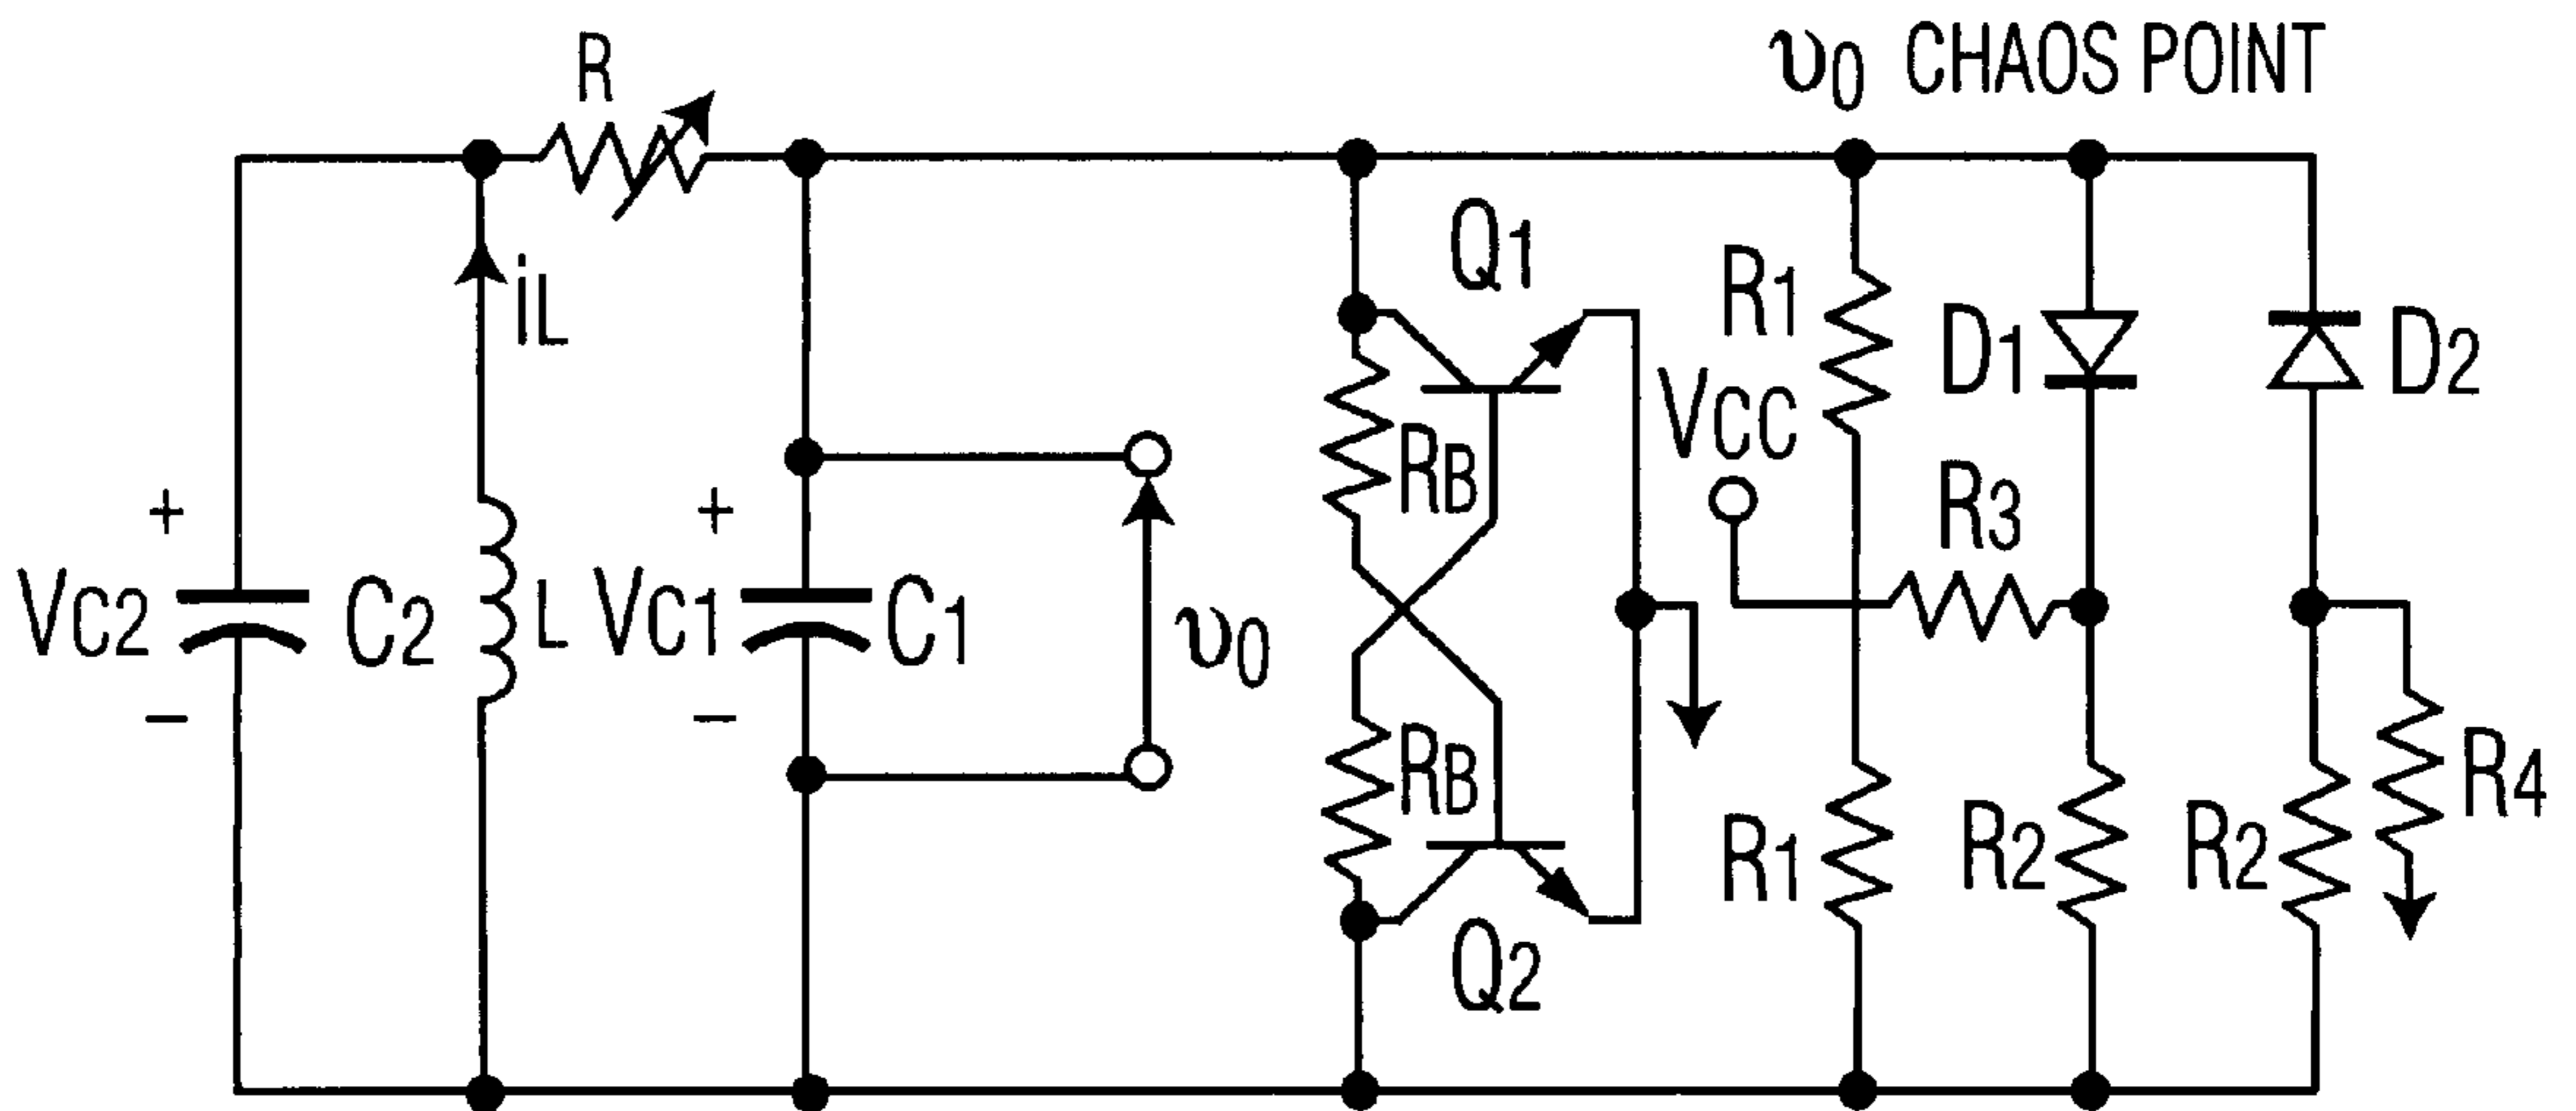 R
υ0 CHAOS POINT
Q1
R1
iL
D1
D2
VCC
RB
R3
+
+
VC2
C2
L
VC1
C1
υ0
−
−
RB
R1
R2
R2
R4
Q2